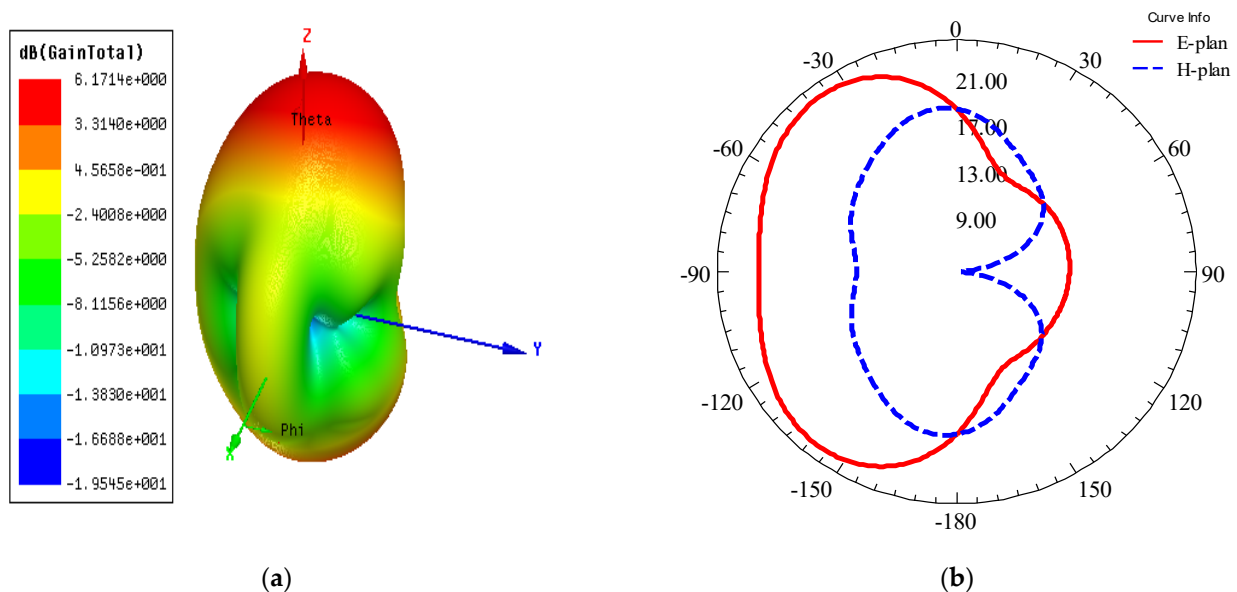 dB(GainTotal)
6.1714e+000
3.3140e+000
4.5658e-001
-2.4008e+000
-5.2582e+000
-8.1156e+000
-1.0973e+001
-1.3830e+001
-1.6688e+001
-1.9545e+001
Z
Theta
Y
Phi
X
(a)
Curve Info
E-plan
H-plan
0
30
60
90
120
150
-180
-150
-120
-90
-60
-30
21.00
17.00
13.00
9.00
(b)